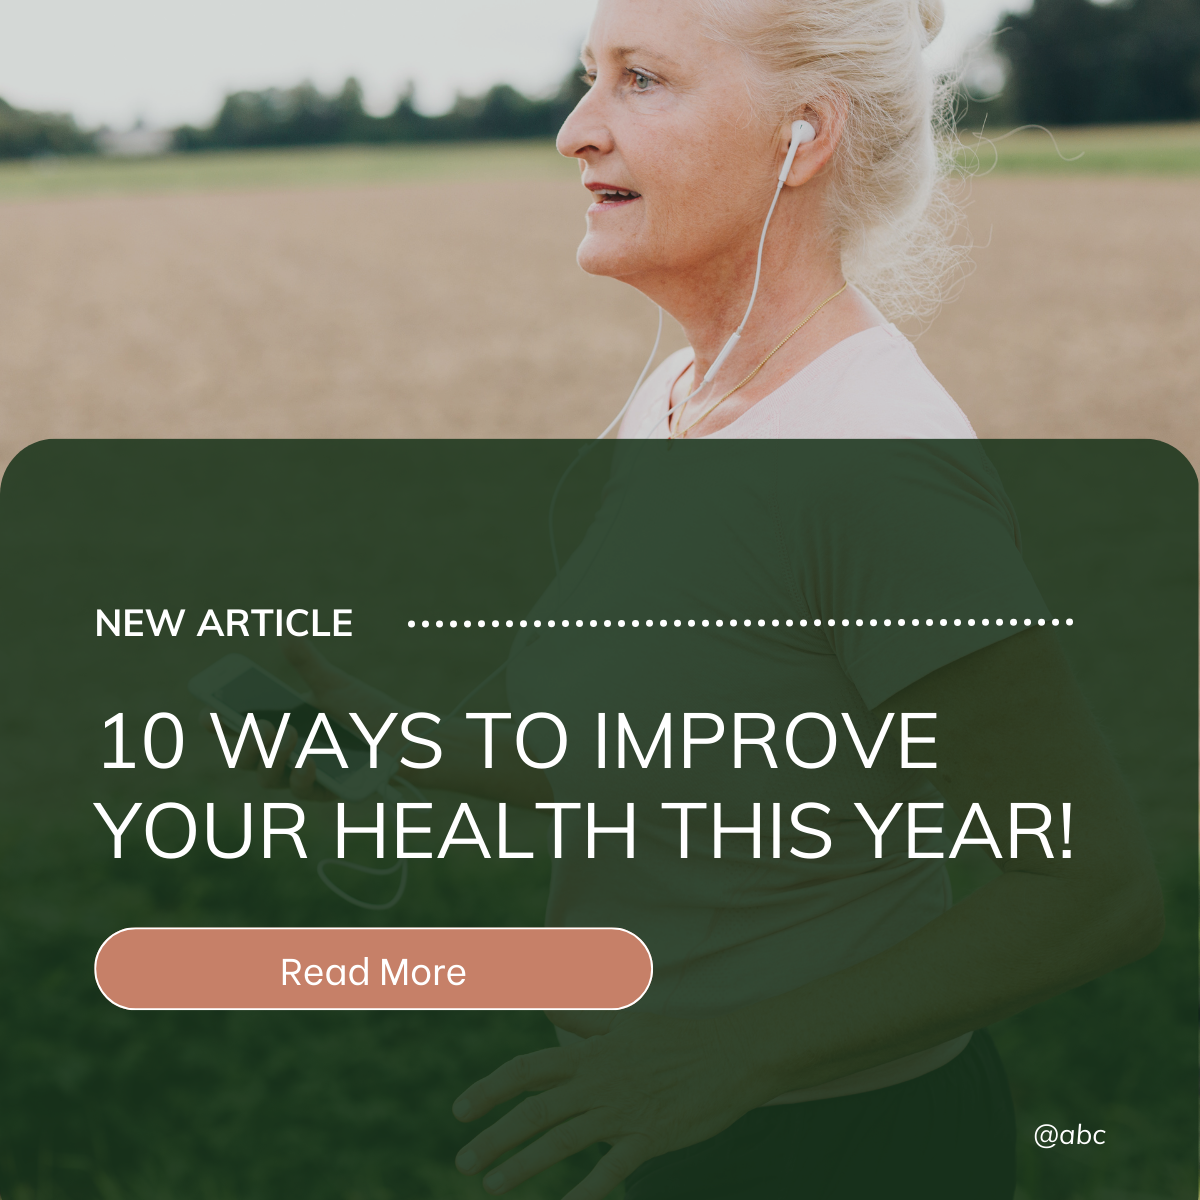 NEW ARTICLE
10 WAYS TO IMPROVE
YOUR HEALTH THIS YEAR!
Read More
@abc